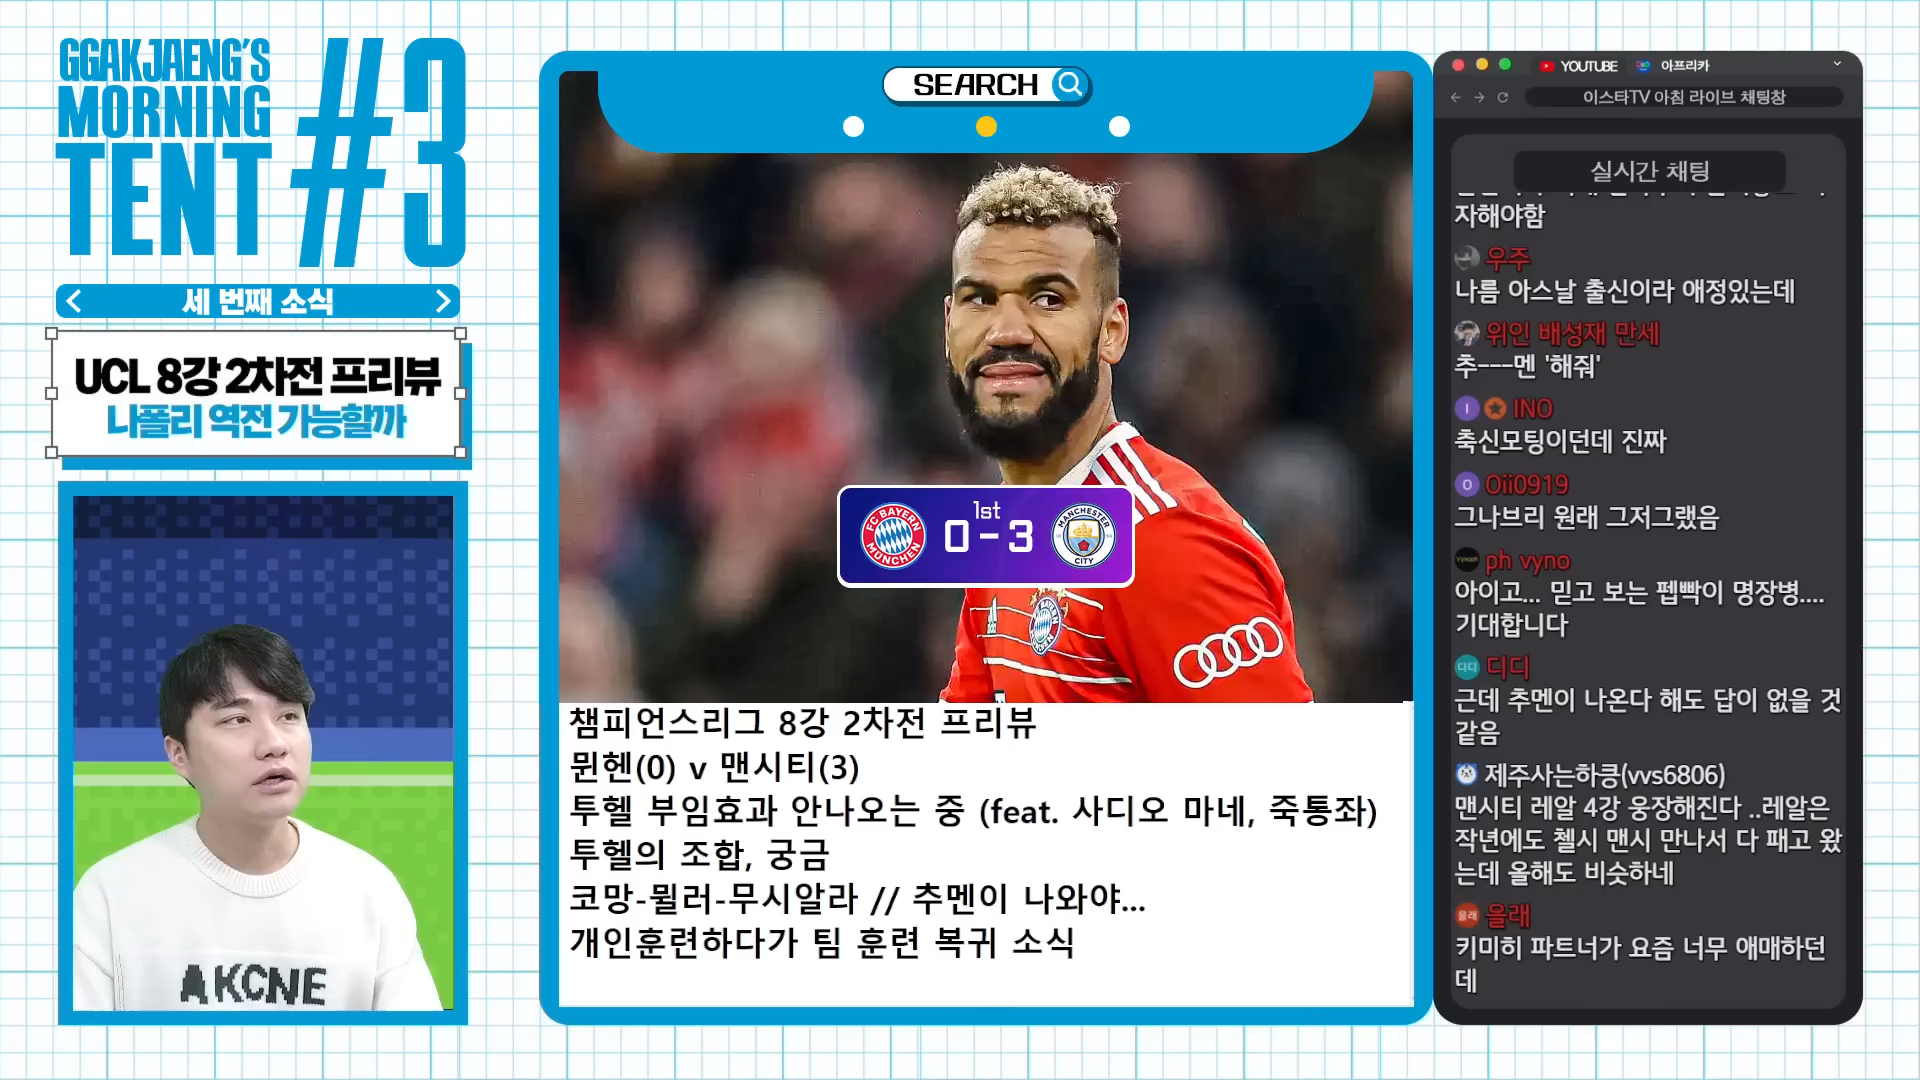 GGAKJAENG'S
MORNING
TENT
#3
세 번째 소식
UCL 8강 2차전 프리뷰
나폴리 역전 가능할까
AKCNE
SEARCH
FC BAYERN
MÜNCHEN
1st
0-3
MANCHESTER
CITY
챔피언스리그 8강 2차전 프리뷰
뮌헨(0) v 맨시티(3)
투헬 부임효과 안나오는 중 (feat. 사디오 마네, 죽통좌)
투헬의 조합, 궁금
코망-뮐러-무시알라 // 추멘이 나와야...
개인훈련하다가 팀 훈련 복귀 소식
YOUTUBE
아프리카
이스타TV 아침 라이브 채팅창
실시간 채팅
자해야함
우주
나름 아스날 출신이라 애정있는데
위인 배성재 만세
추---멘 '해줘'
I
INO
축신모팅이던데 진짜
O
Oii0919
그나브리 원래 그저그랬음
ph vyno
아이고... 믿고 보는 펩빡이 명장병....
기대합니다
디디
디디
근데 추멘이 나온다 해도 답이 없을 것
같음
제주사는하킁(vvs6806)
맨시티 레알 4강 웅장해진다 ..레알은
작년에도 첼시 맨시 만나서 다 패고 왔
는데 올해도 비슷하네
올래
올래
키미히 파트너가 요즘 너무 애매하던
데